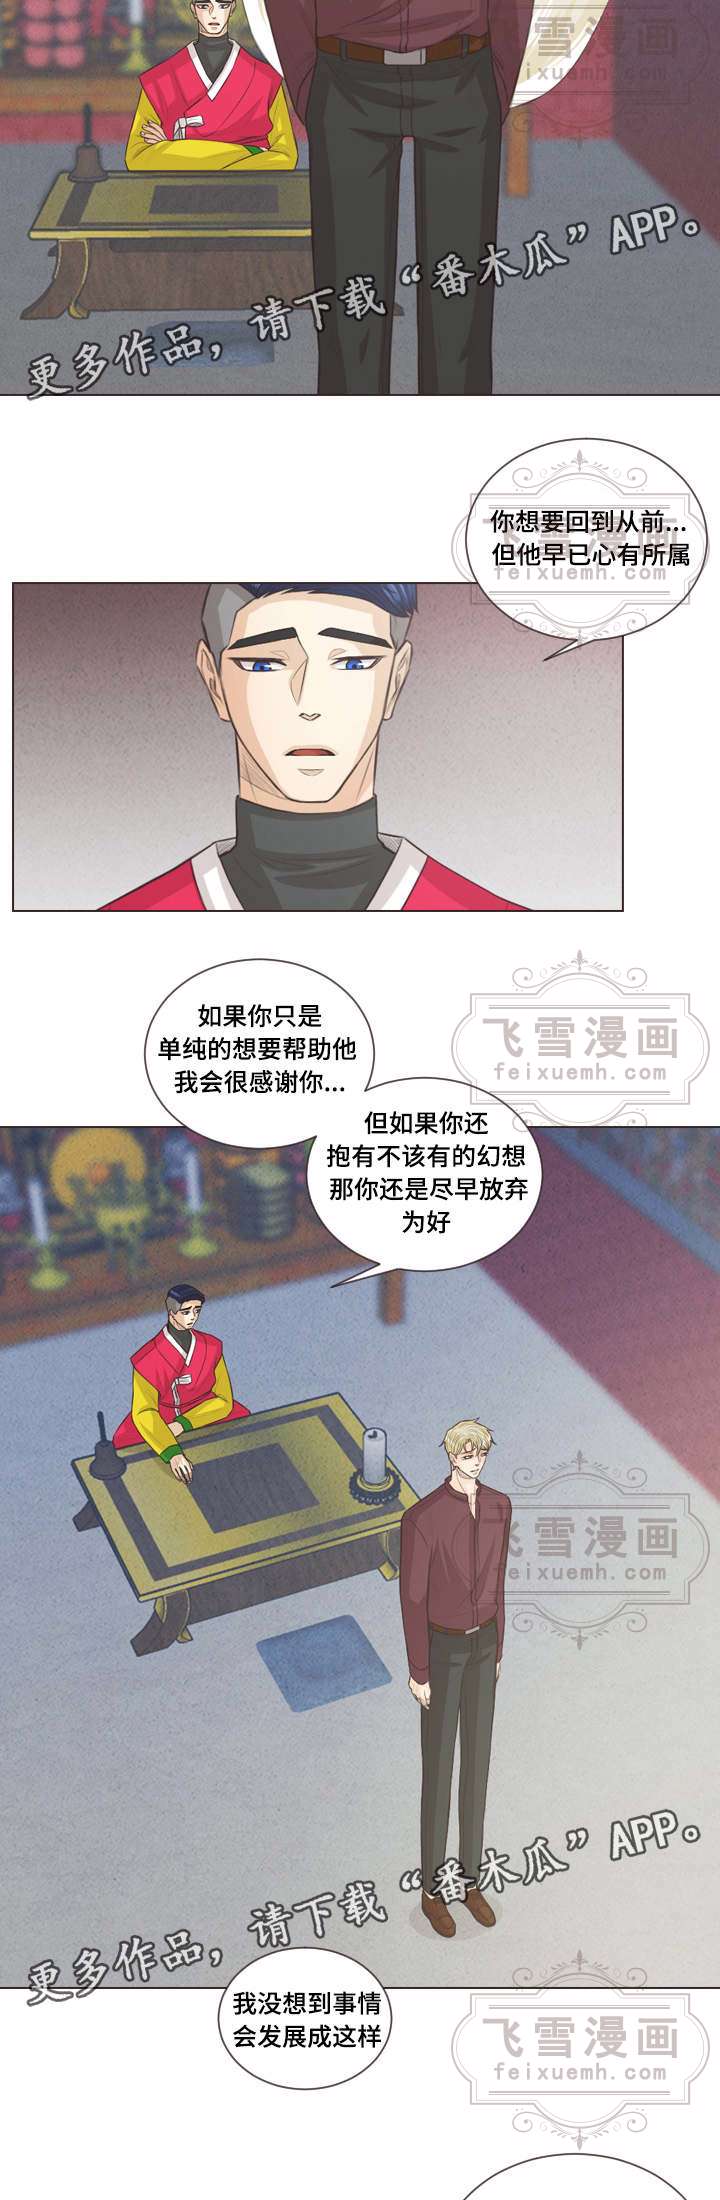 飞雪漫画
feixuemh.com
更多作品，请下载“番木瓜”APP。
你想要回到从前...
但他早已心有所属
飞雪漫画
feixuemh.com
如果你只是
单纯的想要帮助他
我会很感谢你...
飞雪漫画
feixuemh.com
但如果你还
抱有不该有的幻想
那你还是尽早放弃
为好
飞雪漫画
feixuemh.com
更多作品，请下载“番木瓜”APP。
我没想到事情
会发展成这样
飞雪漫画
feixuemh.com